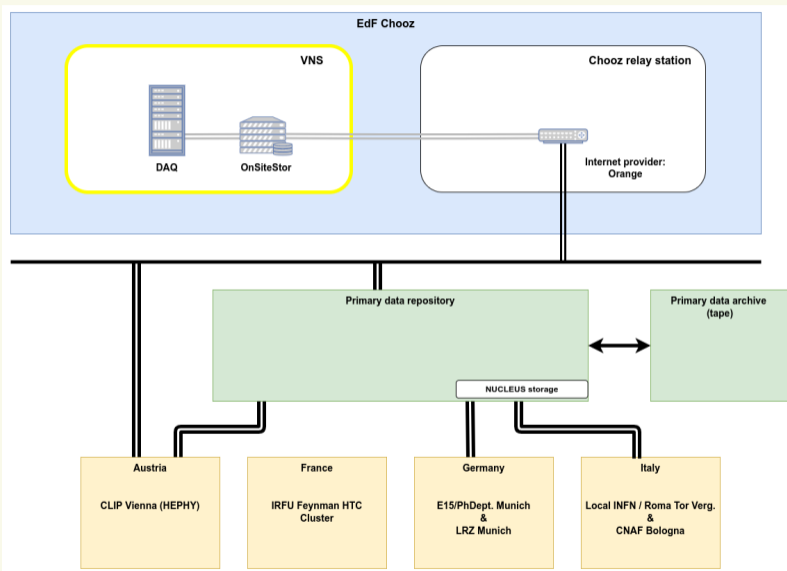 EdF Chooz
VNS
Chooz relay station
DAQ
OnSiteStor
Internet provider:
Orange
Primary data repository
Primary data archive
(tape)
NUCLEUS storage
Austria
CLIP Vienna (HEPHY)
France
IRFU Feynman HTC
Cluster
Germany
E15/PhDept. Munich
&
LRZ Munich
Italy
Local INFN / Roma Tor Verg.
&
CNAF Bologna